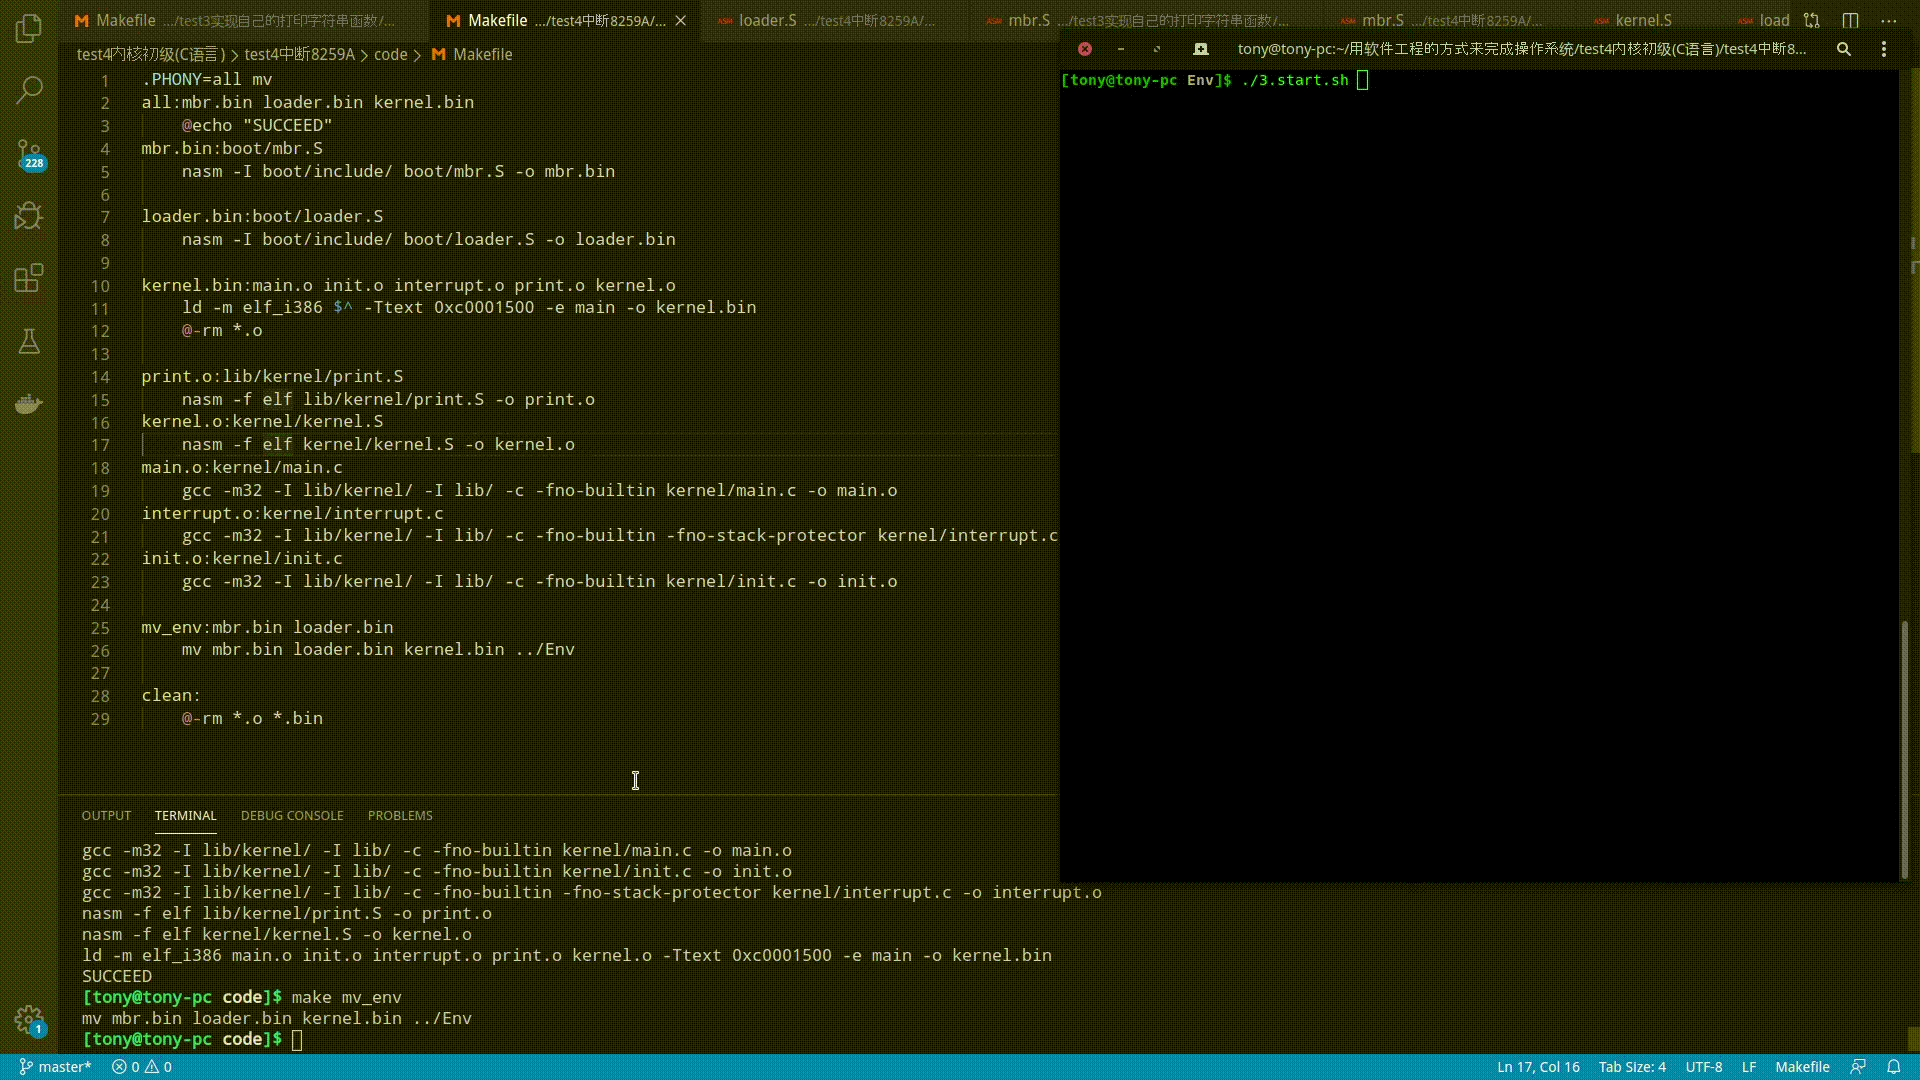 Makefile .../test3实现自己的打印字符串函数/...
Makefile .../test4中断8259A/...
loader.S .../test4中断8259A/...
mbr.S .../test3实现自己的打印字符串函数/...
mbr.S .../test4中断8259A/...
kernel.S
load
test4内核初级(C语言) > test4中断8259A > code > Makefile
tony@tony-pc:~/用软件工程的方式来完成操作系统/test4内核初级(C语言)/test4中断8...
[tony@tony-pc Env]$ ./3.start.sh
228
1 .PHONY=all mv
2 all:mbr.bin loader.bin kernel.bin
3 @echo "SUCCEED"
4 mbr.bin:boot/mbr.S
5 nasm -I boot/include/ boot/mbr.S -o mbr.bin
6
7 loader.bin:boot/loader.S
8 nasm -I boot/include/ boot/loader.S -o loader.bin
9
10 kernel.bin:main.o init.o interrupt.o print.o kernel.o
11 ld -m elf_i386 $^ -Ttext 0xc0001500 -e main -o kernel.bin
12 @-rm *.o
13
14 print.o:lib/kernel/print.S
15 nasm -f elf lib/kernel/print.S -o print.o
16 kernel.o:kernel/kernel.S
17 nasm -f elf kernel/kernel.S -o kernel.o
18 main.o:kernel/main.c
19 gcc -m32 -I lib/kernel/ -I lib/ -c -fno-builtin kernel/main.c -o main.o
20 interrupt.o:kernel/interrupt.c
21 gcc -m32 -I lib/kernel/ -I lib/ -c -fno-builtin -fno-stack-protector kernel/interrupt.c
22 init.o:kernel/init.c
23 gcc -m32 -I lib/kernel/ -I lib/ -c -fno-builtin kernel/init.c -o init.o
24
25 mv_env:mbr.bin loader.bin
26 mv mbr.bin loader.bin kernel.bin ../Env
27
28 clean:
29 @-rm *.o *.bin
OUTPUT TERMINAL DEBUG CONSOLE PROBLEMS
gcc -m32 -I lib/kernel/ -I lib/ -c -fno-builtin kernel/main.c -o main.o
gcc -m32 -I lib/kernel/ -I lib/ -c -fno-builtin kernel/init.c -o init.o
gcc -m32 -I lib/kernel/ -I lib/ -c -fno-builtin -fno-stack-protector kernel/interrupt.c -o interrupt.o
nasm -f elf lib/kernel/print.S -o print.o
nasm -f elf kernel/kernel.S -o kernel.o
ld -m elf_i386 main.o init.o interrupt.o print.o kernel.o -Ttext 0xc0001500 -e main -o kernel.bin
SUCCEED
[tony@tony-pc code]$ make mv_env
mv mbr.bin loader.bin kernel.bin ../Env
[tony@tony-pc code]$
1
master* 0 0 Ln 17, Col 16 Tab Size: 4 UTF-8 LF Makefile